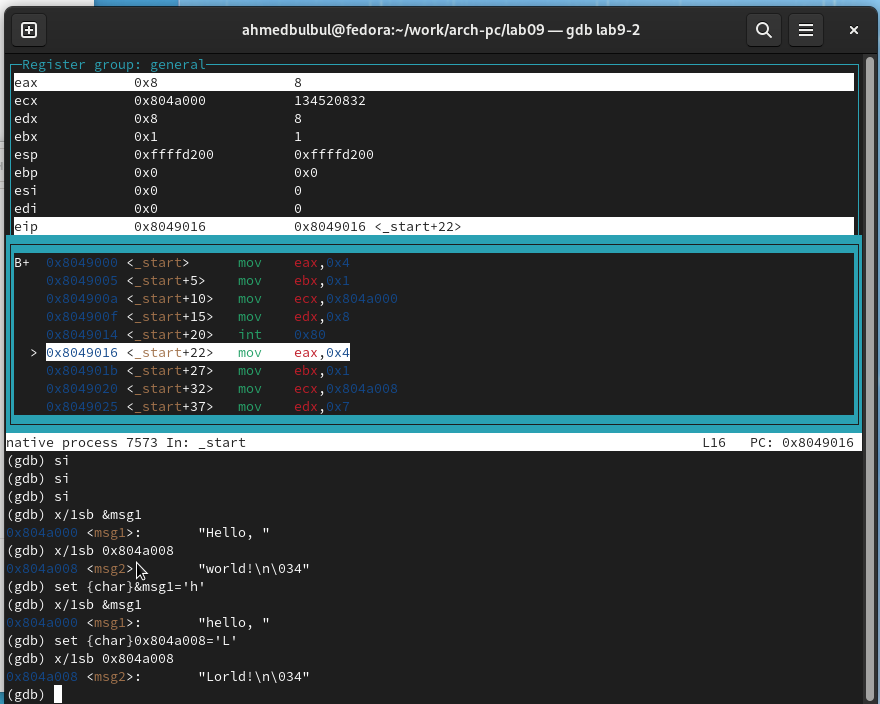 ahmedbulbul@fedora:~/work/arch-pc/lab09 — gdb lab9-2
Register group: general
eax 0x8 8
ecx 0x804a000 134520832
edx 0x8 8
ebx 0x1 1
esp 0xffffd200 0xffffd200
ebp 0x0 0x0
esi 0x0 0
edi 0x0 0
eip 0x8049016 0x8049016 <_start+22>
B+ 0x8049000 <_start> mov eax,0x4
0x8049005 <_start+5> mov ebx,0x1
0x804900a <_start+10> mov ecx,0x804a000
0x804900f <_start+15> mov edx,0x8
0x8049014 <_start+20> int 0x80
> 0x8049016 <_start+22> mov eax,0x4
0x804901b <_start+27> mov ebx,0x1
0x8049020 <_start+32> mov ecx,0x804a008
0x8049025 <_start+37> mov edx,0x7
native process 7573 In: _start L16 PC: 0x8049016
(gdb) si
(gdb) si
(gdb) si
(gdb) x/1sb &msg1
0x804a000 <msg1>: "Hello, "
(gdb) x/1sb 0x804a008
0x804a008 <msg2>: "world!\n\034"
(gdb) set {char}&msg1='h'
(gdb) x/1sb &msg1
0x804a000 <msg1>: "hello, "
(gdb) set {char}0x804a008='L'
(gdb) x/1sb 0x804a008
0x804a008 <msg2>: "Lorld!\n\034"
(gdb)